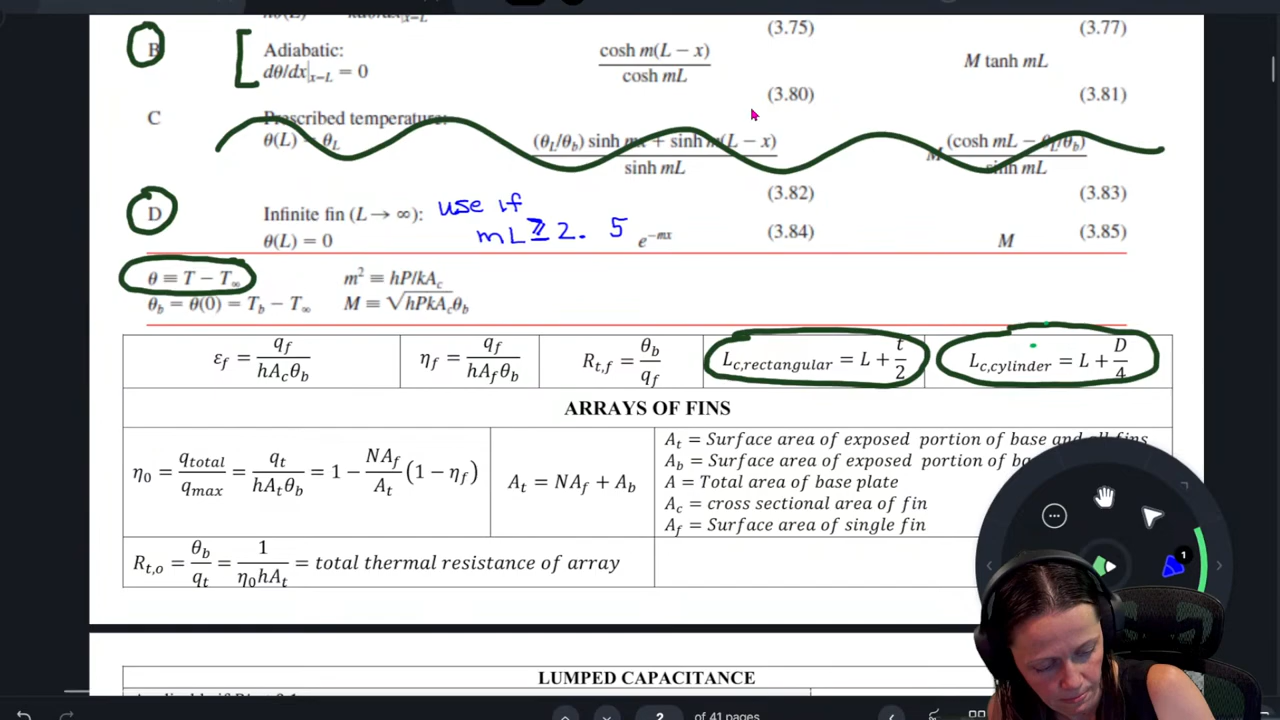 (3.75) (3.77)
B Adiabatic: cosh m(L − x) / cosh mL M tanh mL
dθ/dx|x=L = 0
(3.80) (3.81)
C Prescribed temperature:
θ(L) = θL (θL/θb) sinh mx + sinh m(L − x) / sinh mL M (cosh mL − θL/θb) / sinh mL
(3.82) (3.83)
D Infinite fin (L → ∞): use if
θ(L) = 0 mL ≥ 2.5 e^−mx (3.84) M (3.85)
θ ≡ T − T∞ m² ≡ hP/kAc
θb = θ(0) = Tb − T∞ M ≡ √hPkAcθb
εf = qf / hAcθb ηf = qf / hAfθb Rt,f = θb / qf Lc,rectangular = L + t/2 Lc,cylinder = L + D/4
ARRAYS OF FINS
η0 = qtotal / qmax = qt / hAtθb = 1 − NAf / At (1 − ηf) At = NAf + Ab
At = Surface area of exposed portion of base and all fins
Ab = Surface area of exposed portion of
A = Total area of base plate
Ac = cross sectional area of fin
Af = Surface area of single fin
Rt,o = θb / qt = 1 / η0hAt = total thermal resistance of array
1
LUMPED CAPACITANCE
2 of 41 pages